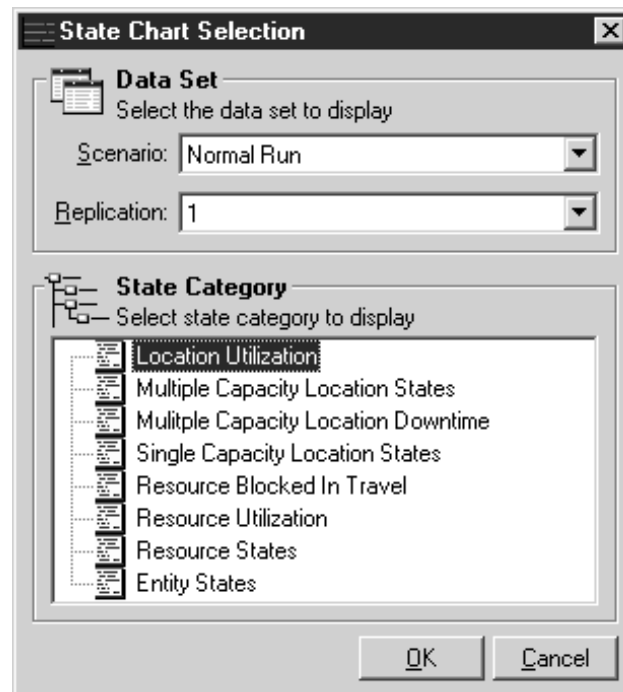 State Chart Selection
Data Set
Select the data set to display
Scenario: Normal Run
Replication: 1
State Category
Select state category to display
Location Utilization
Multiple Capacity Location States
Mulitple Capacity Location Downtime
Single Capacity Location States
Resource Blocked In Travel
Resource Utilization
Resource States
Entity States
OK Cancel